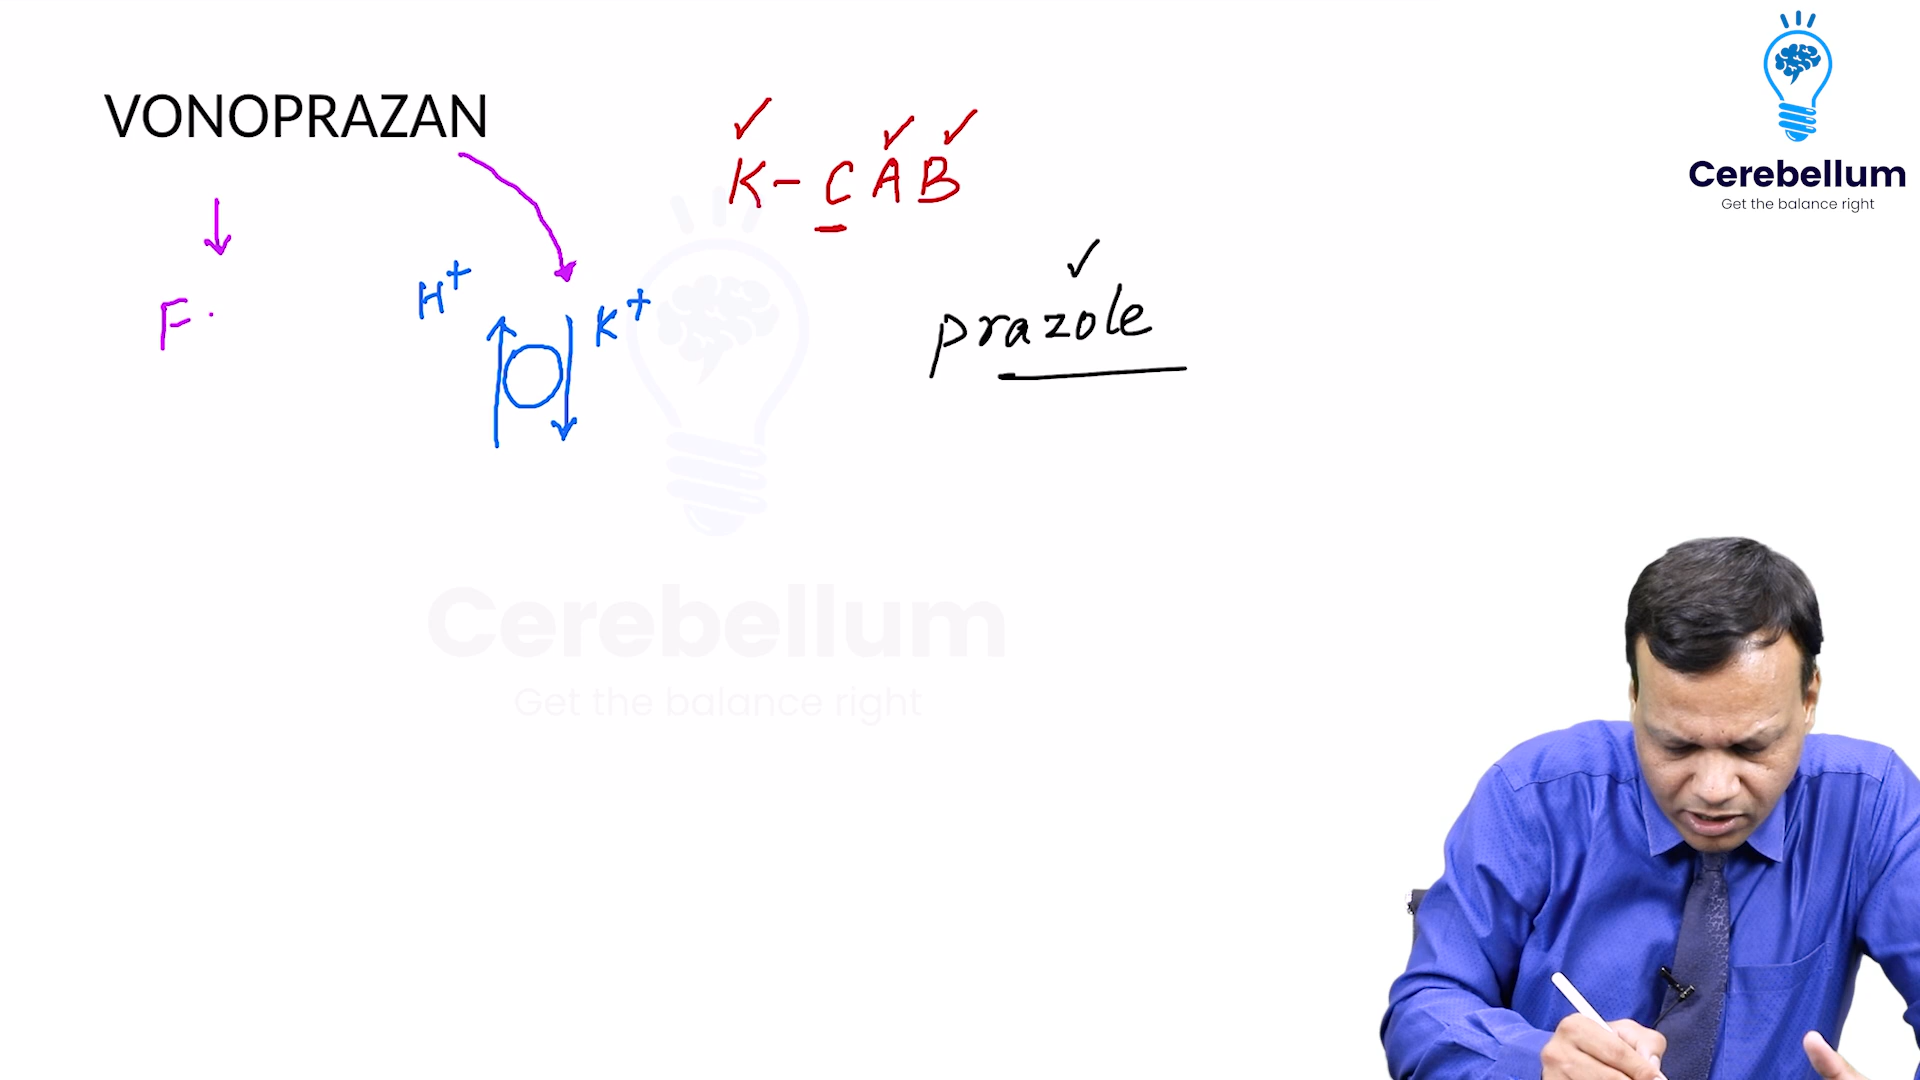 VONOPRAZAN
K - CAB
prazole
H+
K+
F.
Cerebellum
Get the balance right
Cerebellum
Get the balance right